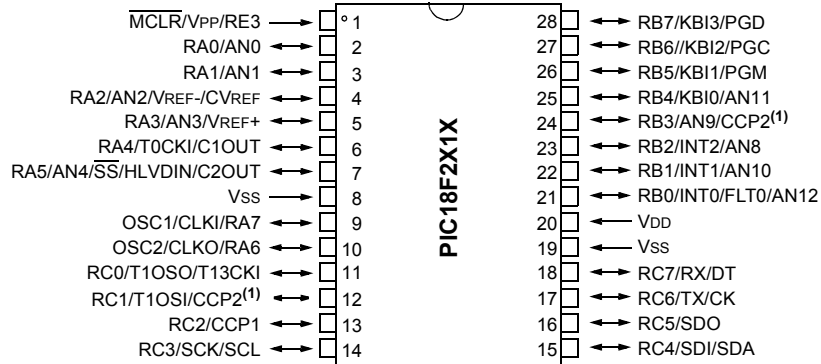 MCLR/VPP/RE3 1
RA0/AN0 2
RA1/AN1 3
RA2/AN2/VREF-/CVREF 4
RA3/AN3/VREF+ 5
RA4/T0CKI/C1OUT 6
RA5/AN4/SS/HLVDIN/C2OUT 7
VSS 8
OSC1/CLKI/RA7 9
OSC2/CLKO/RA6 10
RC0/T1OSO/T13CKI 11
RC1/T1OSI/CCP2(1) 12
RC2/CCP1 13
RC3/SCK/SCL 14
PIC18F2X1X
28 RB7/KBI3/PGD
27 RB6//KBI2/PGC
26 RB5/KBI1/PGM
25 RB4/KBI0/AN11
24 RB3/AN9/CCP2(1)
23 RB2/INT2/AN8
22 RB1/INT1/AN10
21 RB0/INT0/FLT0/AN12
20 VDD
19 VSS
18 RC7/RX/DT
17 RC6/TX/CK
16 RC5/SDO
15 RC4/SDI/SDA